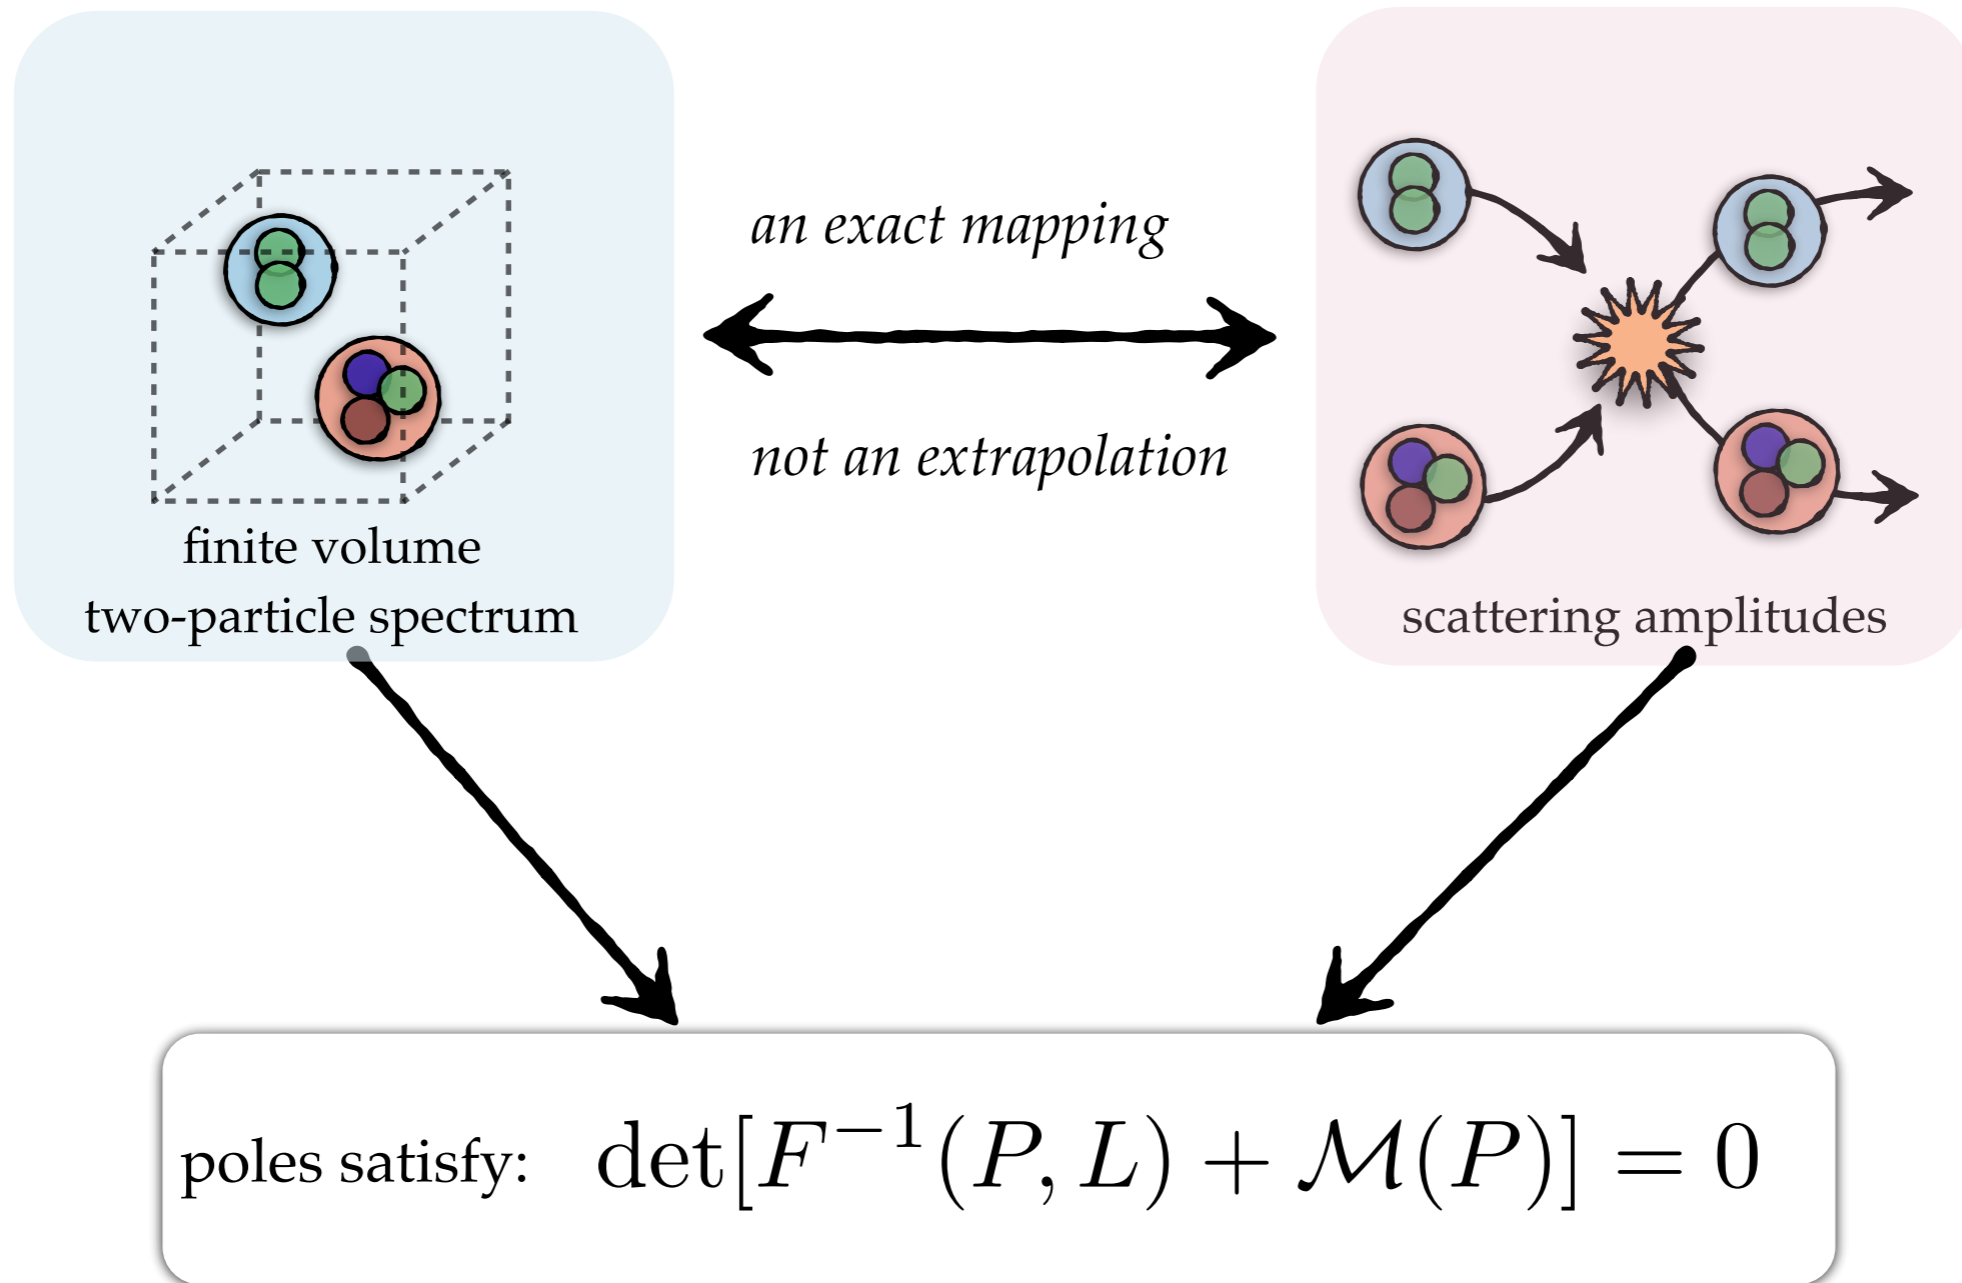 an exact mapping
not an extrapolation
finite volume
two-particle spectrum
scattering amplitudes
poles satisfy: det[F⁻¹(P, L) + ℳ(P)] = 0